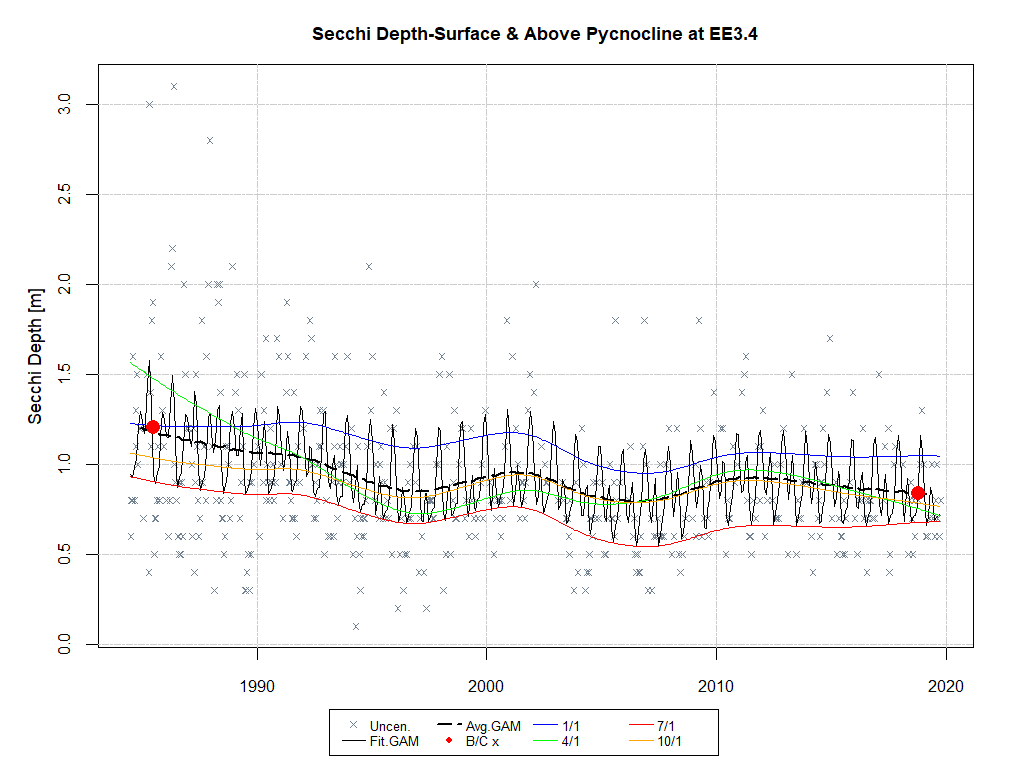 Secchi Depth-Surface & Above Pycnocline at EE3.4
Secchi Depth [m]
3.0
2.5
2.0
1.5
1.0
0.5
0.0
1990 2000 2010 2020
Uncen. Avg.GAM 1/1 7/1
Fit.GAM B/C x 4/1 10/1